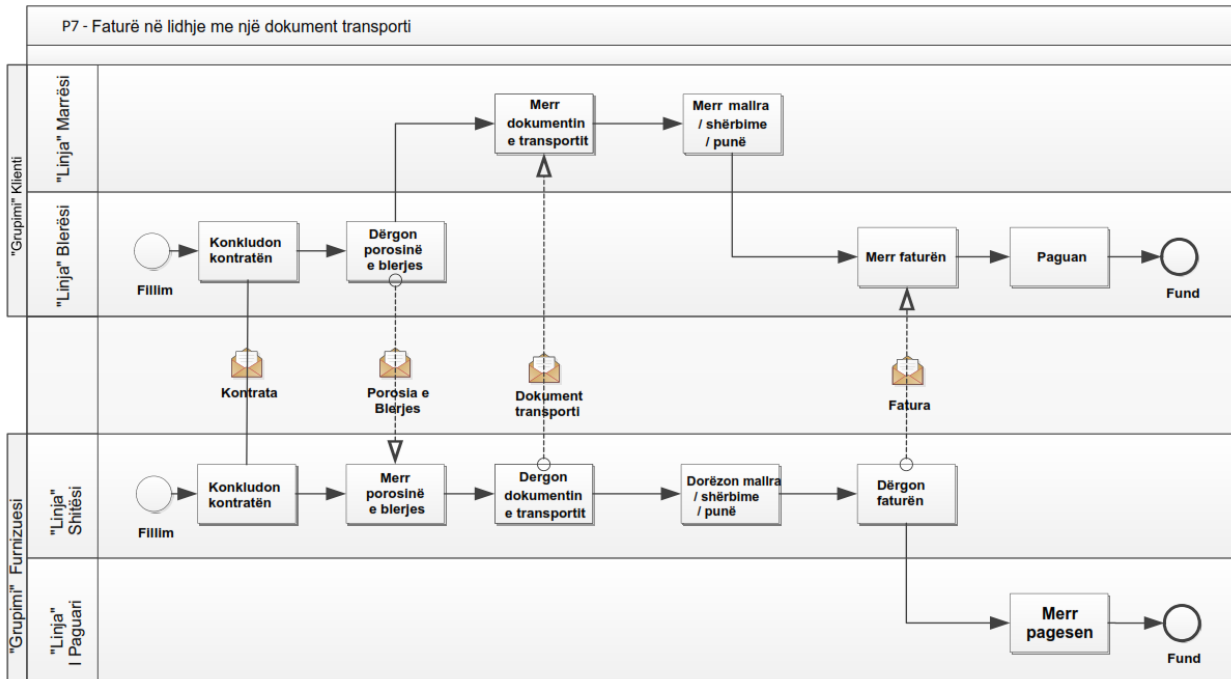 P7 - Faturë në lidhje me një dokument transporti
"Grupimi" Klienti
"Linja" Marrësi
Merr
dokumentin
e transportit
Merr mallra
/ shërbime
/ punë
"Linja" Blerësi
Fillim
Konkludon
kontratën
Dërgon
porosinë
e blerjes
Merr faturën
Paguan
Fund
Kontrata
Porosia e
Blerjes
Dokument
transporti
Fatura
"Grupimi" Furnizuesi
"Linja"
Shitësi
Fillim
Konkludon
kontratën
Merr
porosinë
e blerjes
Dergon
dokumentin
e transportit
Dorëzon mallra
/ shërbime
/ punë
Dërgon
faturën
"Linja"
I Paguari
Merr
pagesen
Fund